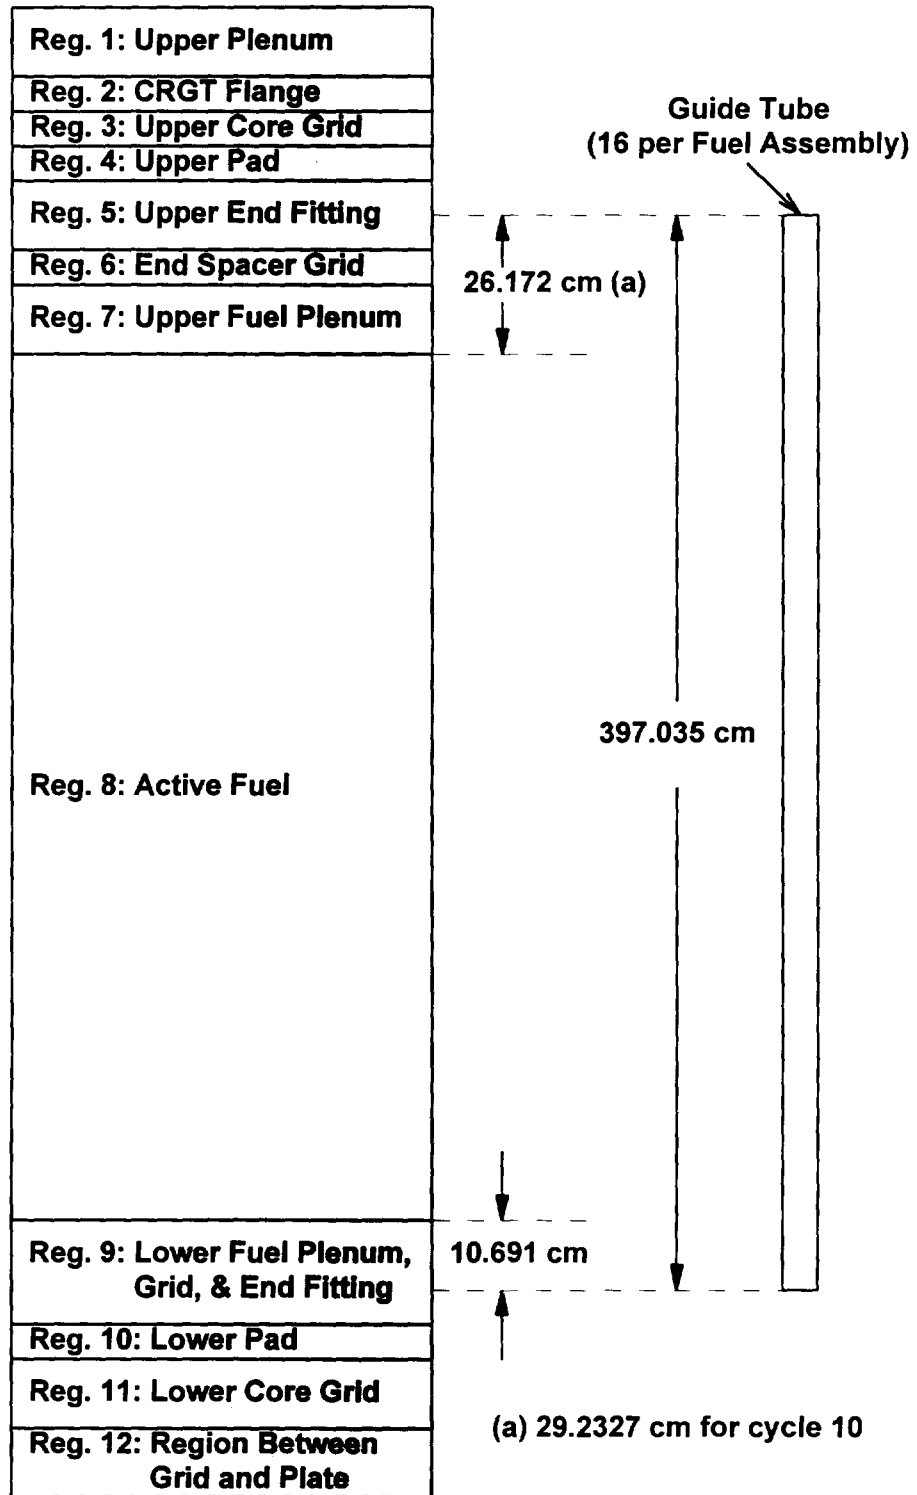 Reg. 1: Upper Plenum
Reg. 2: CRGT Flange
Reg. 3: Upper Core Grid
Reg. 4: Upper Pad
Reg. 5: Upper End Fitting
Reg. 6: End Spacer Grid
Reg. 7: Upper Fuel Plenum
Reg. 8: Active Fuel
Reg. 9: Lower Fuel Plenum,
Grid, & End Fitting
Reg. 10: Lower Pad
Reg. 11: Lower Core Grid
Reg. 12: Region Between
Grid and Plate
Guide Tube
(16 per Fuel Assembly)
26.172 cm (a)
397.035 cm
10.691 cm
(a) 29.2327 cm for cycle 10